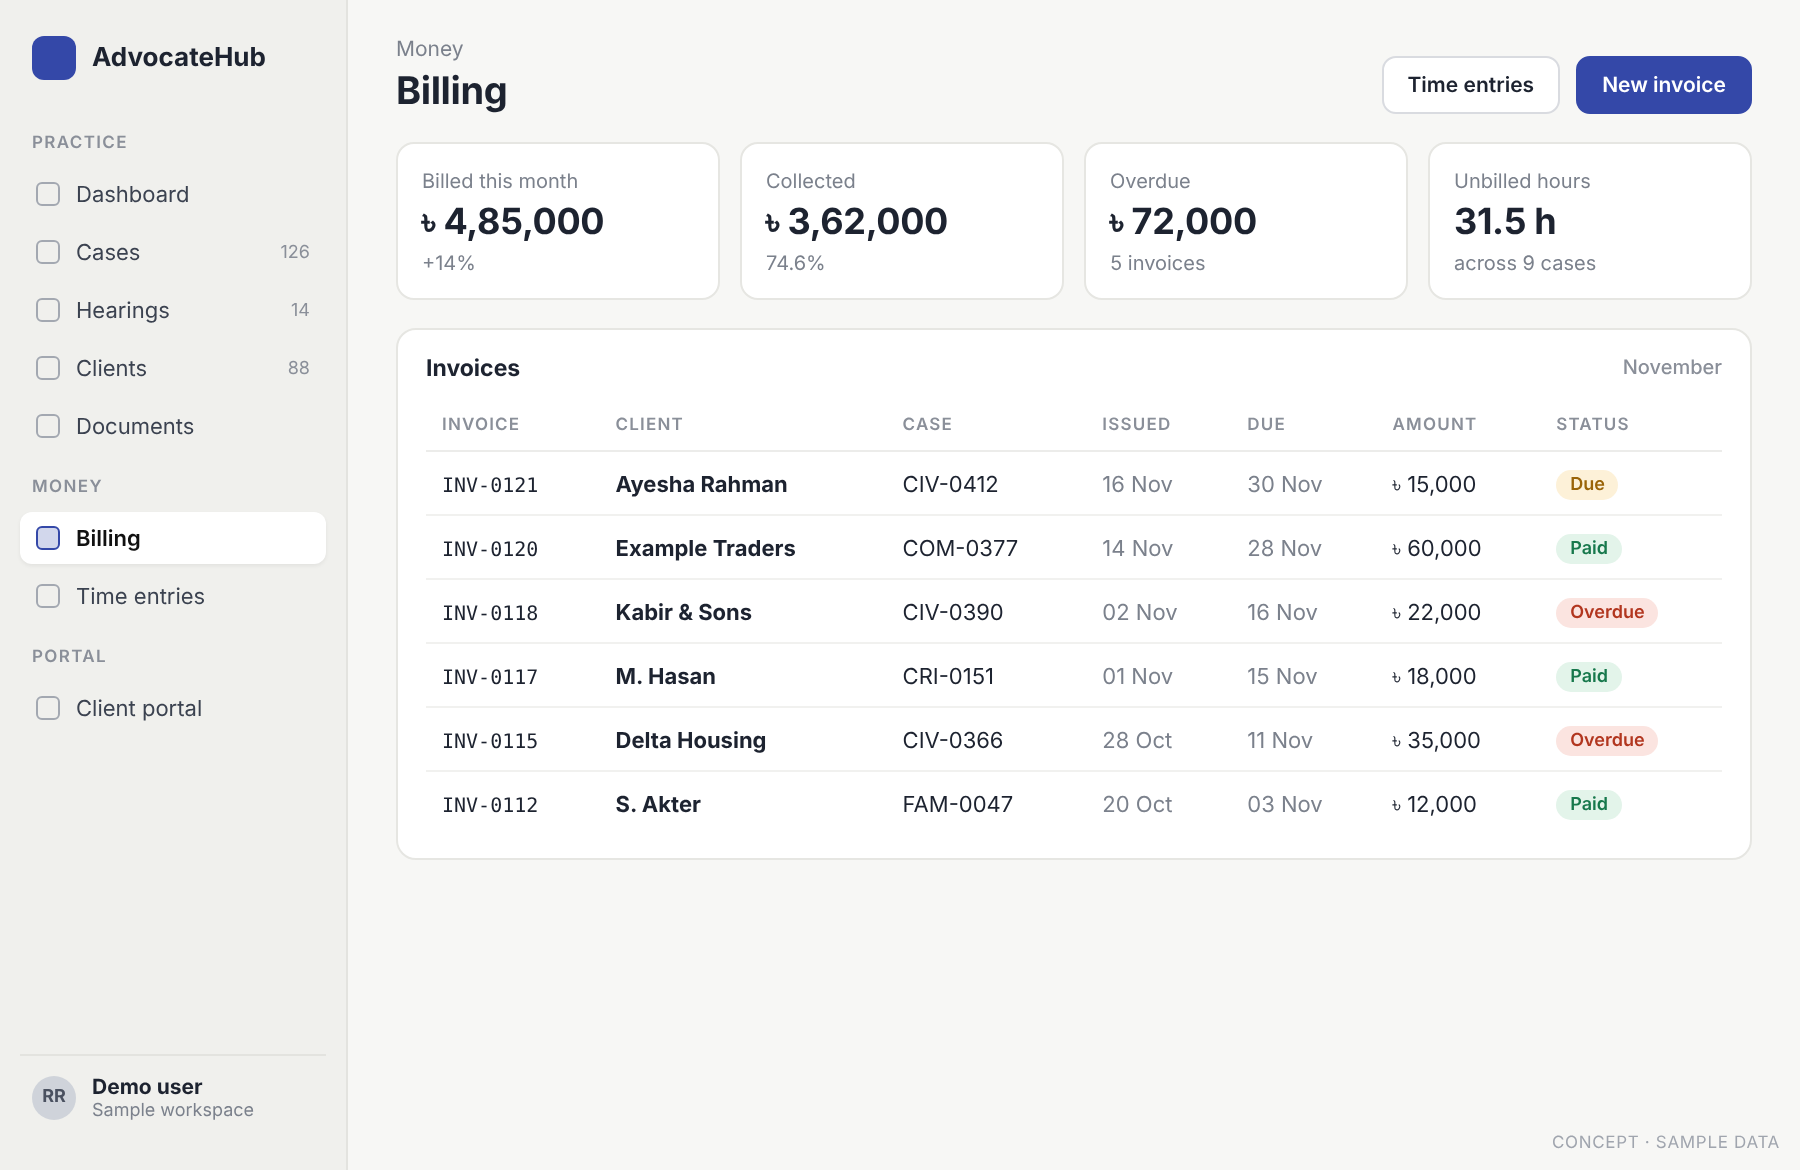 AdvocateHub
PRACTICE
Dashboard
Cases 126
Hearings 14
Clients 88
Documents
MONEY
Billing
Time entries
PORTAL
Client portal
RR
Demo user
Sample workspace
Money
Billing
Time entries
New invoice
Billed this month
৳ 4,85,000
+14%
Collected
৳ 3,62,000
74.6%
Overdue
৳ 72,000
5 invoices
Unbilled hours
31.5 h
across 9 cases
Invoices November
INVOICE CLIENT CASE ISSUED DUE AMOUNT STATUS
INV-0121 Ayesha Rahman CIV-0412 16 Nov 30 Nov ৳ 15,000 Due
INV-0120 Example Traders COM-0377 14 Nov 28 Nov ৳ 60,000 Paid
INV-0118 Kabir & Sons CIV-0390 02 Nov 16 Nov ৳ 22,000 Overdue
INV-0117 M. Hasan CRI-0151 01 Nov 15 Nov ৳ 18,000 Paid
INV-0115 Delta Housing CIV-0366 28 Oct 11 Nov ৳ 35,000 Overdue
INV-0112 S. Akter FAM-0047 20 Oct 03 Nov ৳ 12,000 Paid
CONCEPT · SAMPLE DATA